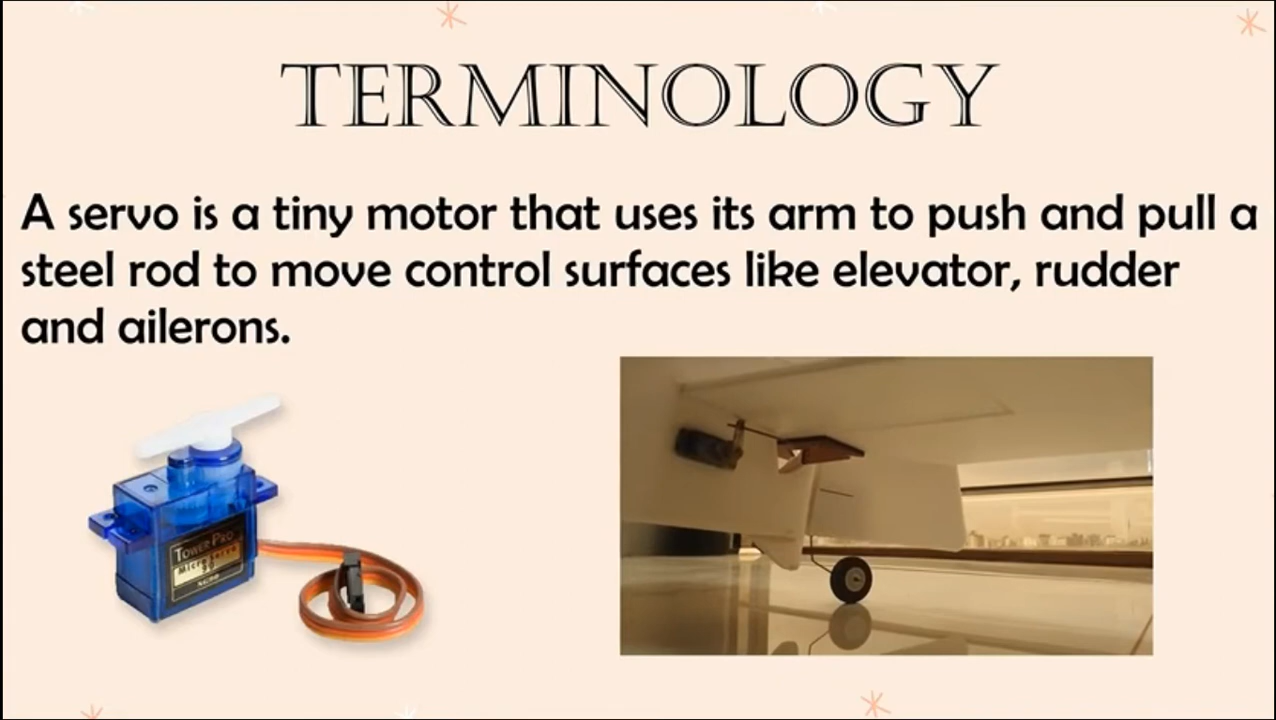 TERMINOLOGY
A servo is a tiny motor that uses its arm to push and pull a
steel rod to move control surfaces like elevator, rudder
and ailerons.
TOWER PRO